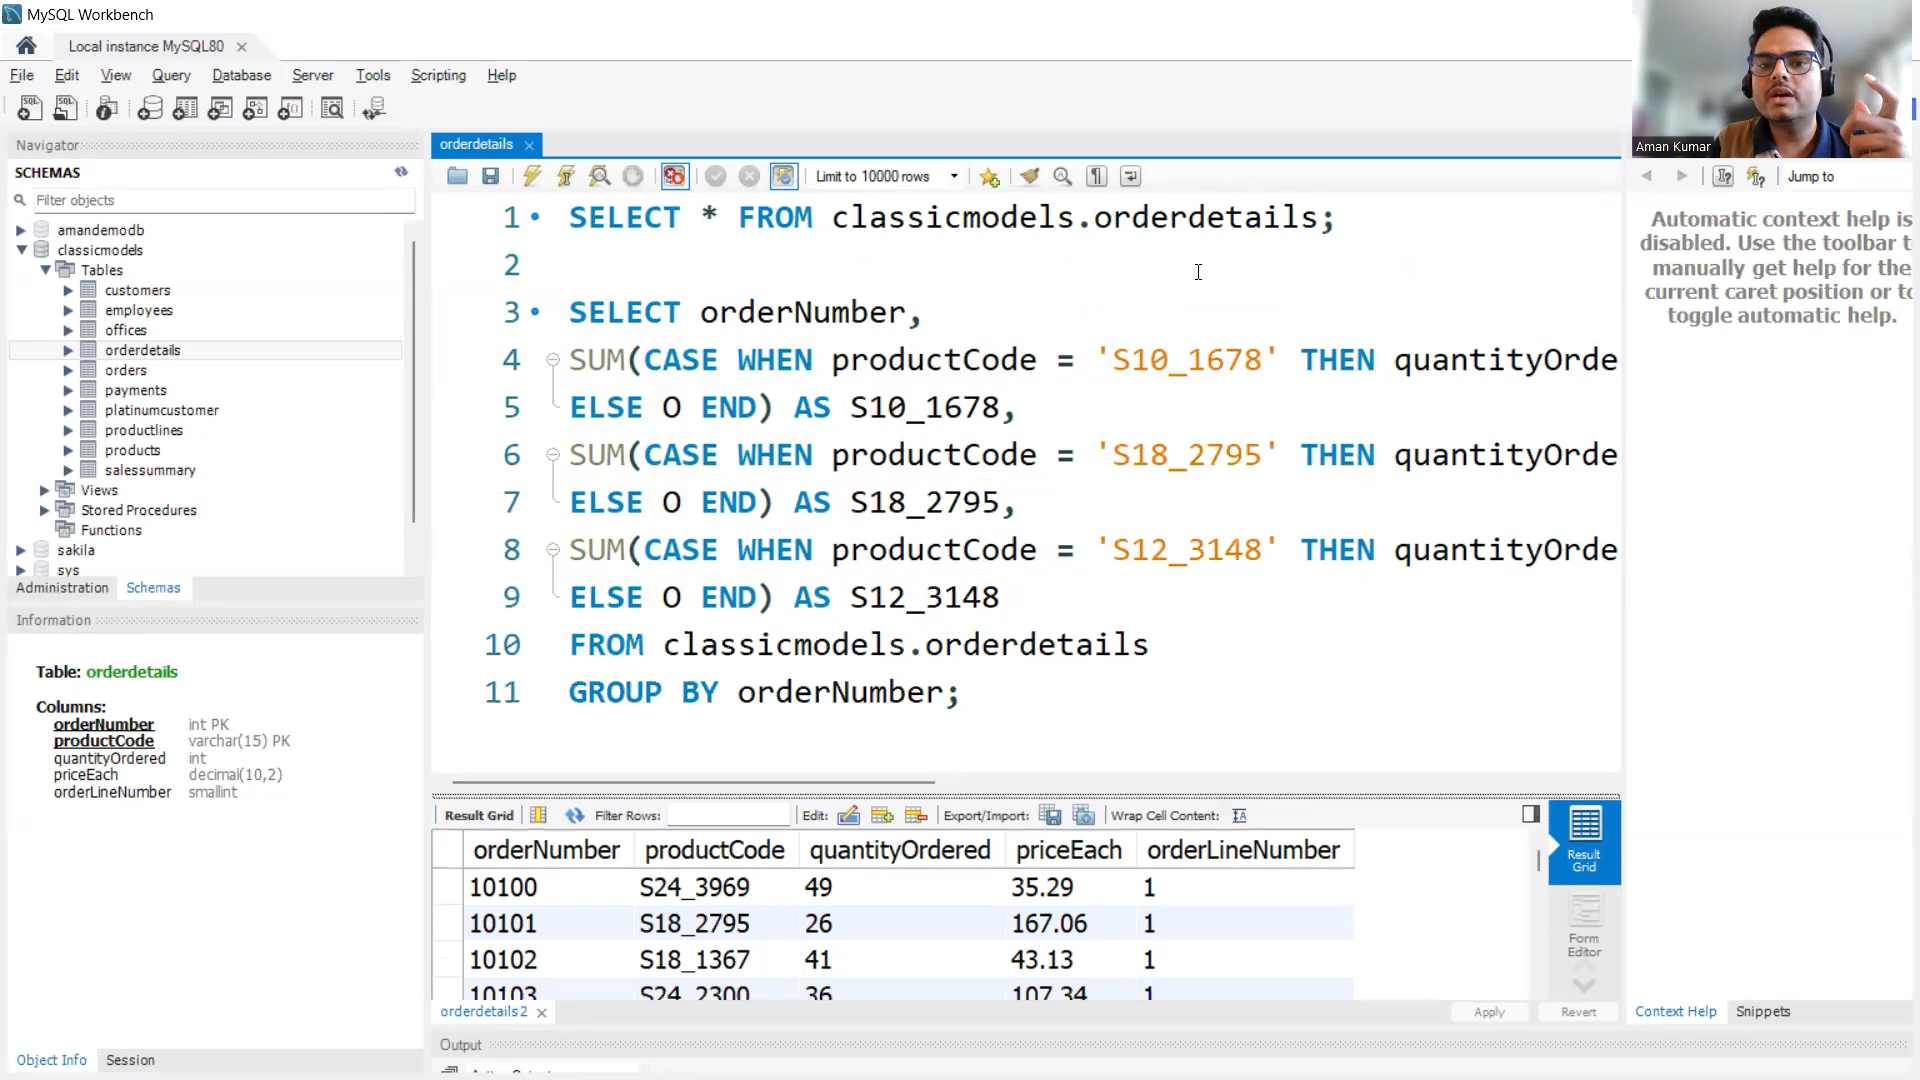 MySQL Workbench
Local instance MySQL80
File Edit View Query Database Server Tools Scripting Help
Navigator
SCHEMAS
Filter objects
amandemodb
classicmodels
Tables
customers
employees
offices
orderdetails
orders
payments
platinumcustomer
productlines
products
salessummary
Views
Stored Procedures
Functions
sakila
sys
Administration Schemas
Information
Table: orderdetails
Columns:
orderNumber int PK
productCode varchar(15) PK
quantityOrdered int
priceEach decimal(10,2)
orderLineNumber smallint
Object Info Session
orderdetails
Limit to 10000 rows
1 SELECT * FROM classicmodels.orderdetails;
2
3 SELECT orderNumber,
4 SUM(CASE WHEN productCode = 'S10_1678' THEN quantityOrde
5 ELSE O END) AS S10_1678,
6 SUM(CASE WHEN productCode = 'S18_2795' THEN quantityOrde
7 ELSE O END) AS S18_2795,
8 SUM(CASE WHEN productCode = 'S12_3148' THEN quantityOrde
9 ELSE O END) AS S12_3148
10 FROM classicmodels.orderdetails
11 GROUP BY orderNumber;
Result Grid Filter Rows: Edit: Export/Import: Wrap Cell Content:
orderNumber productCode quantityOrdered priceEach orderLineNumber
10100 S24_3969 49 35.29 1
10101 S18_2795 26 167.06 1
10102 S18_1367 41 43.13 1
10103 S24_2300 36 107.34 1
Result
Grid
Form
Editor
orderdetails2
Apply Revert
Output
Aman Kumar
Jump to
Automatic context help is
disabled. Use the toolbar t
manually get help for the
current caret position or to
toggle automatic help.
Context Help Snippets